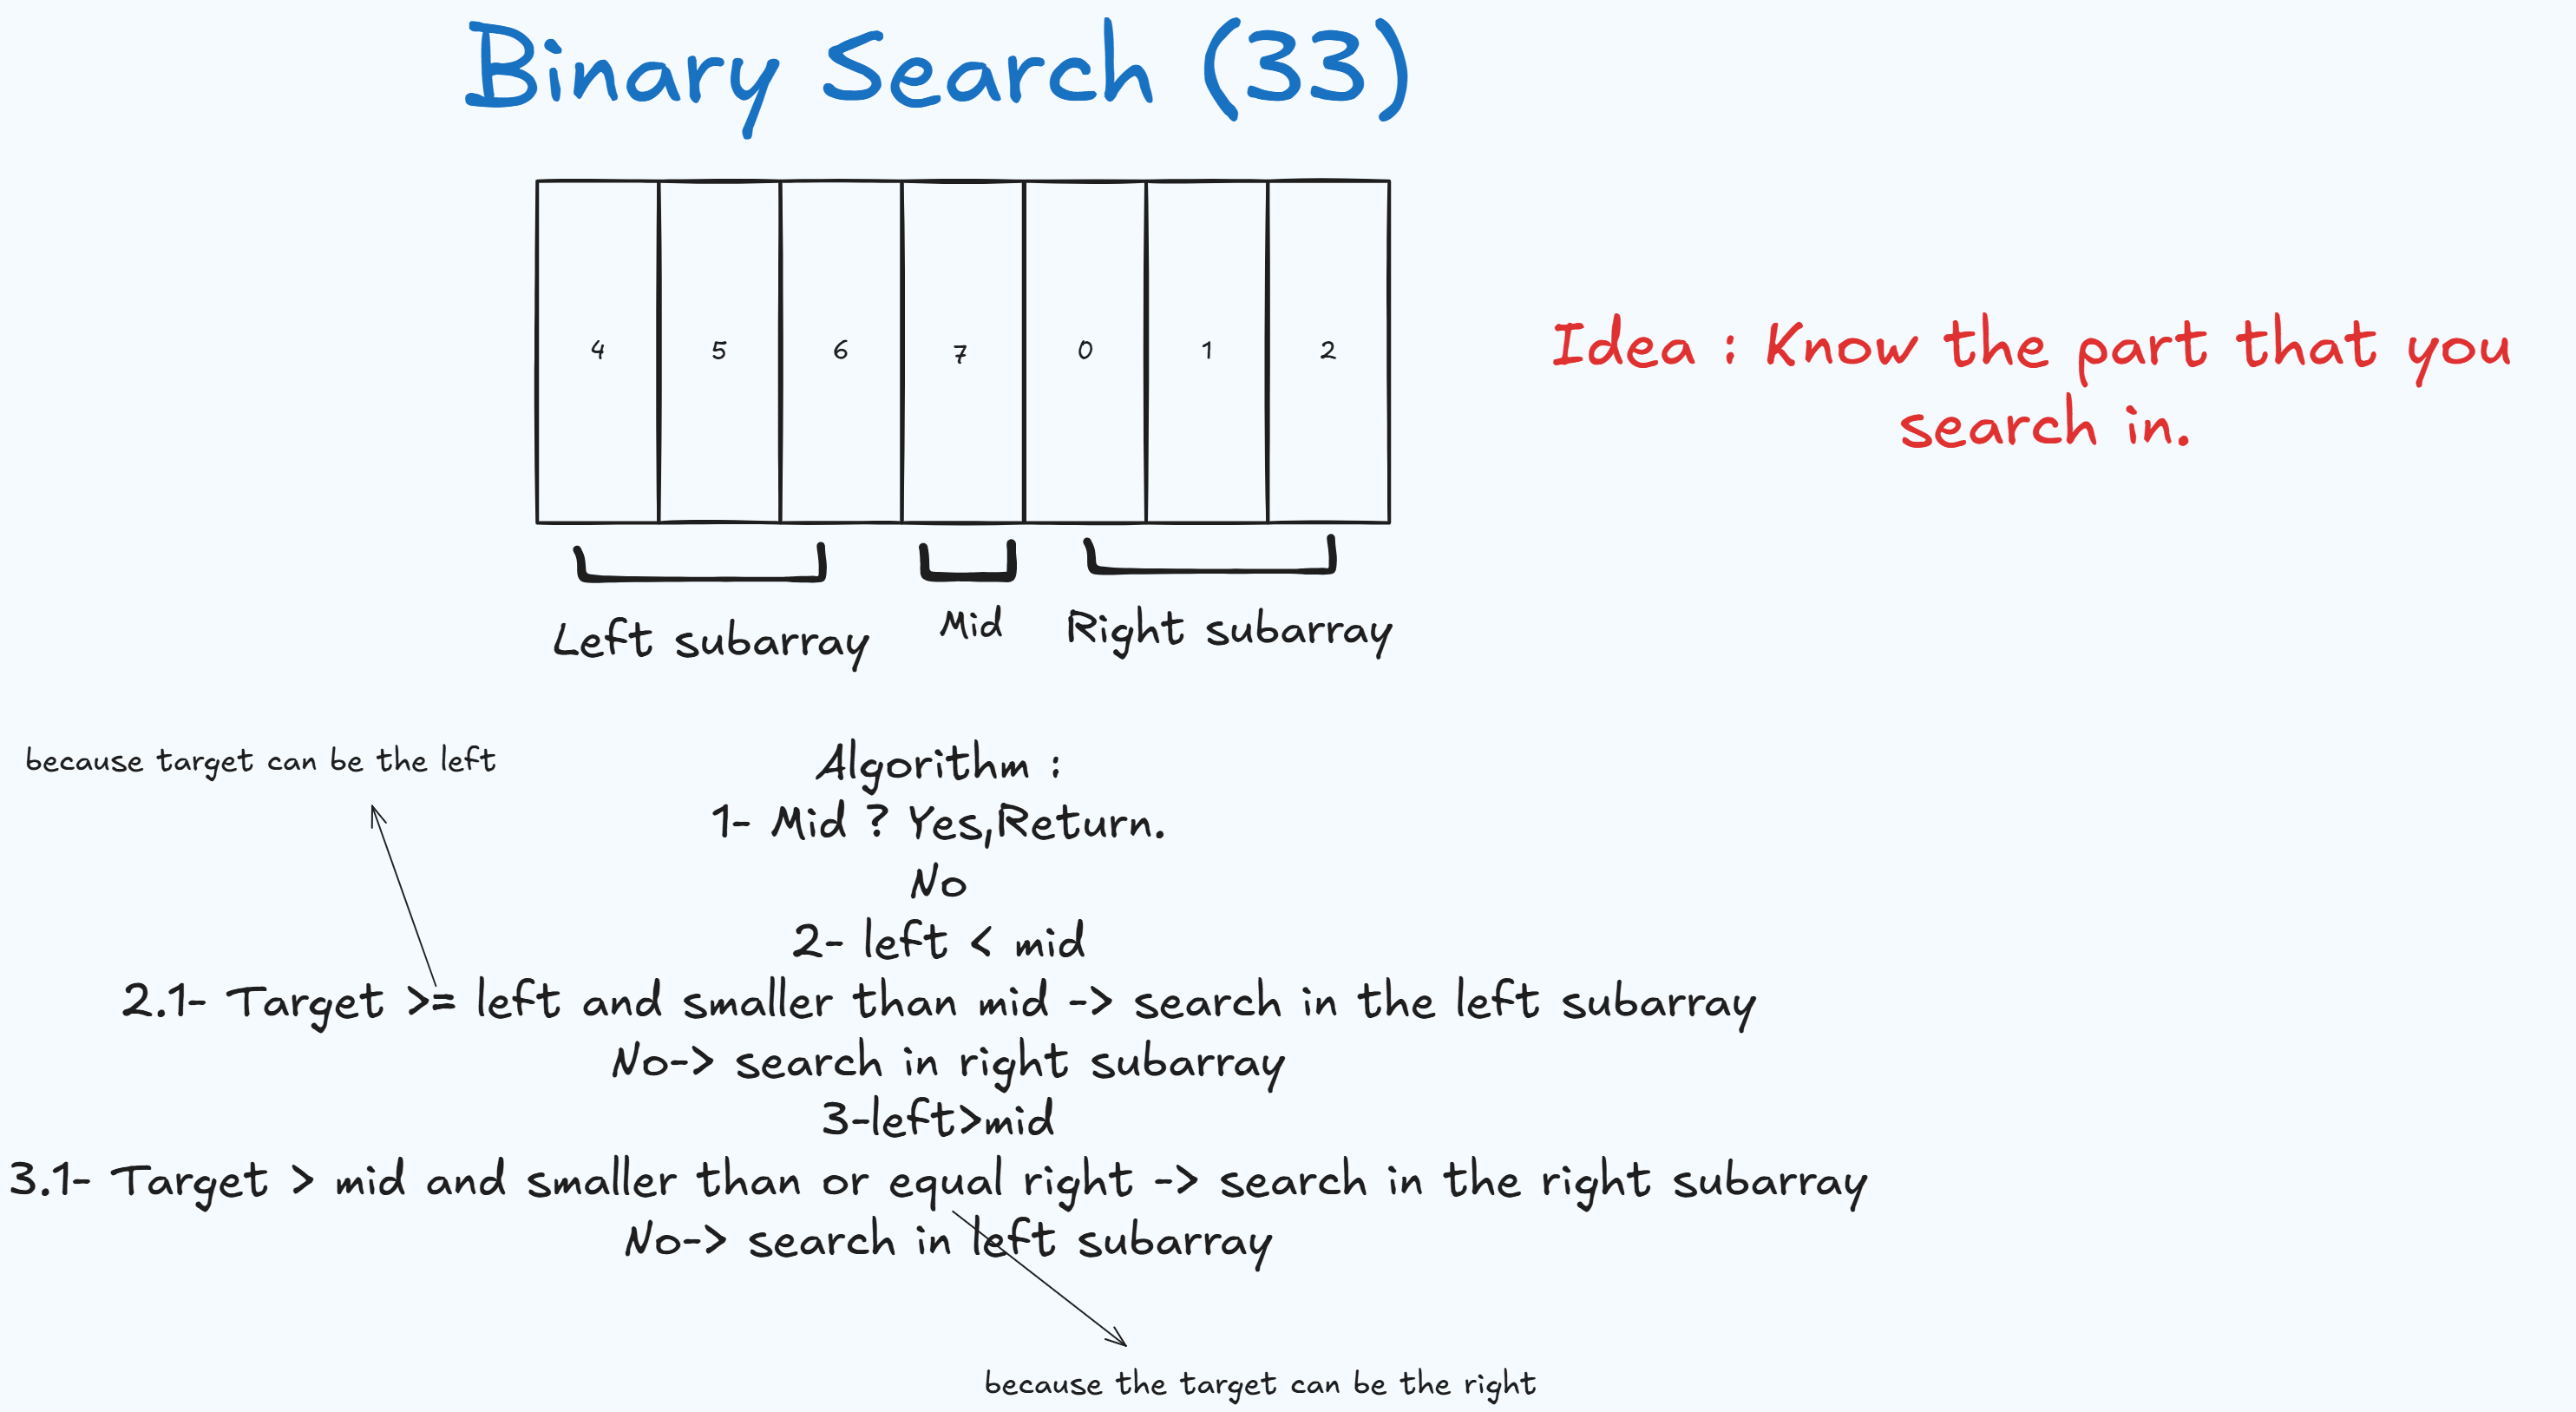 Binary Search (33)
4 5 6 7 0 1 2
Idea : Know the part that you
search in.
Left subarray
Mid
Right subarray
because target can be the left
Algorithm :
1- Mid ? Yes,Return.
No
2- left < mid
2.1- Target >= left and smaller than mid -> search in the left subarray
No-> search in right subarray
3-left>mid
3.1- Target > mid and smaller than or equal right -> search in the right subarray
No-> search in left subarray
because the target can be the right